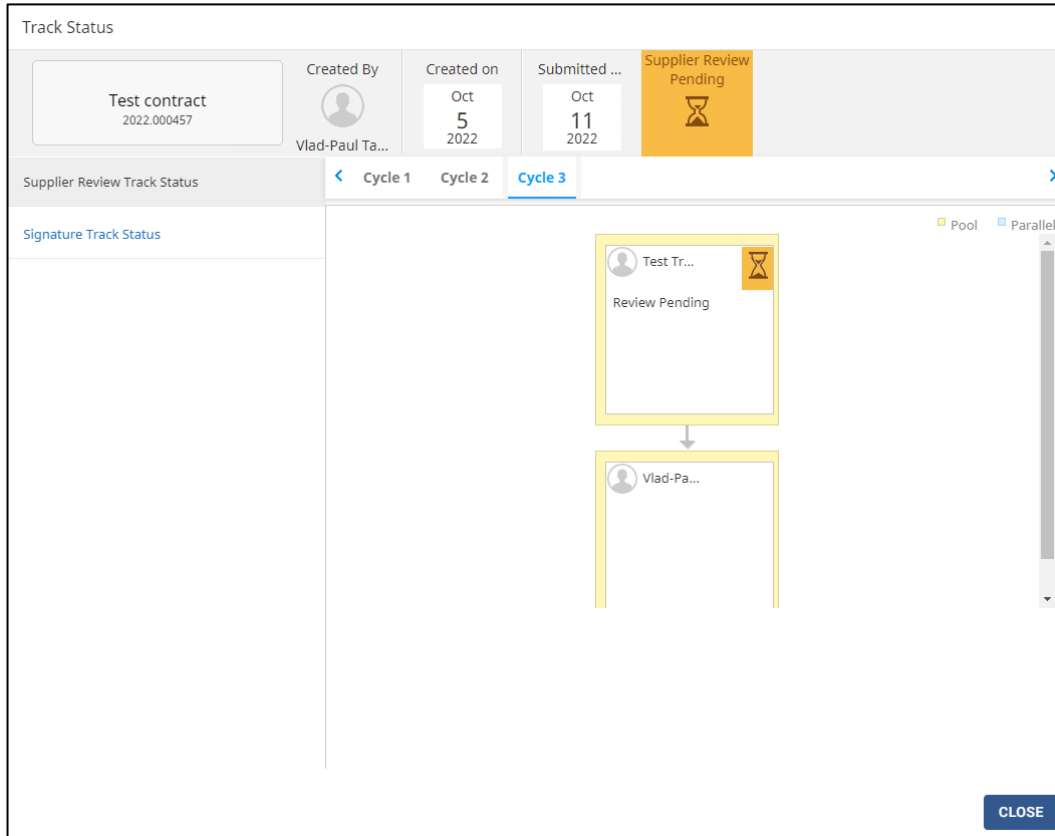 Track Status
Test contract
2022.000457
Created By
Vlad-Paul Ta...
Created on
Oct
5
2022
Submitted ...
Oct
11
2022
Supplier Review
Pending
Supplier Review Track Status
Signature Track Status
Cycle 1
Cycle 2
Cycle 3
Pool
Parallel
Test Tr...
Review Pending
Vlad-Pa...
CLOSE